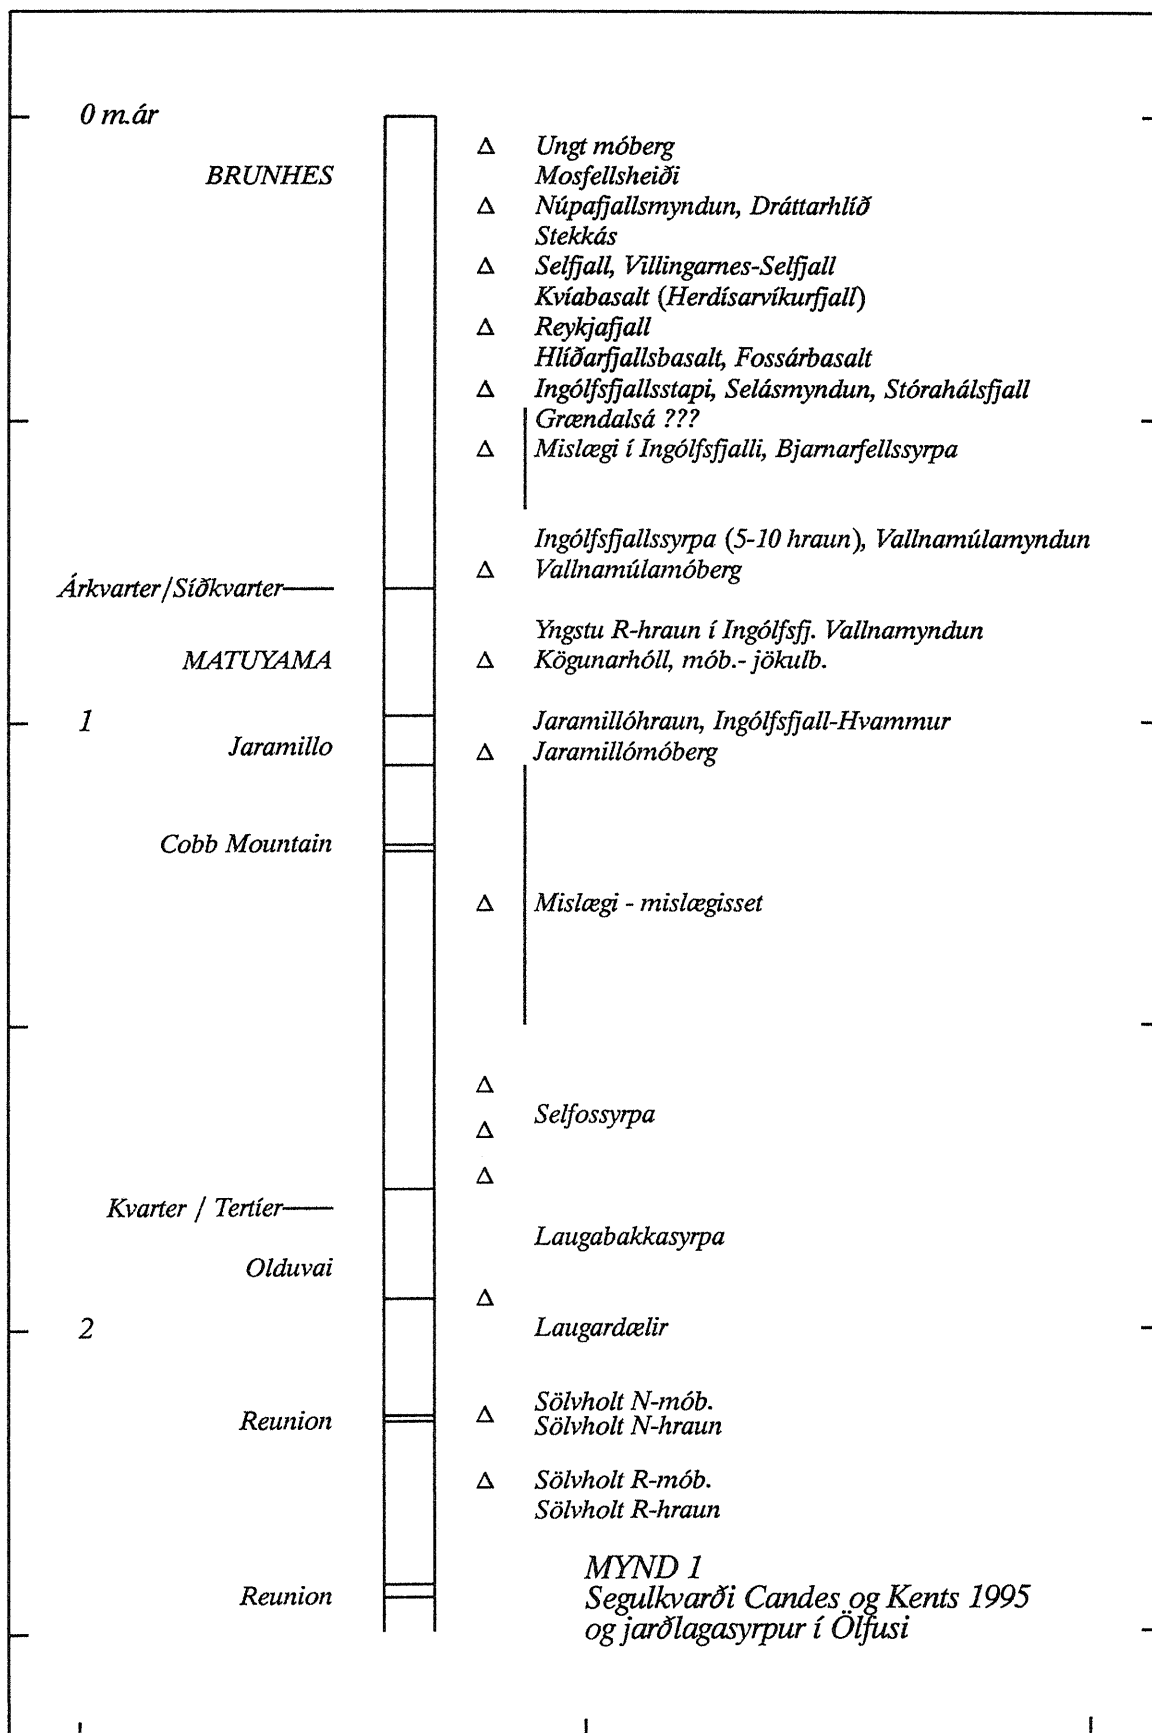 0 m.ár
△ Ungt móberg
BRUNHES Mosfellsheiði
△ Núpafjallsmyndun, Dráttarhlíð
Stekkás
△ Selfjall, Villingarnes-Selfjall
Kvíabasalt (Herdísarvíkurfjall)
△ Reykjafjall
Hlíðarfjallsbasalt, Fossárbasalt
△ Ingólfsfjallsstapi, Selásmyndun, Stórahálsfjall
Grændalsá ???
△ Mislægi í Ingólfsfjalli, Bjarnarfellssyrpa
Ingólfsfjallssyrpa (5-10 hraun), Vallnamúlamyndun
△ Vallnamúlamóberg
Árkvarter/Síðkvarter
Yngstu R-hraun í Ingólfsfj. Vallnamyndun
MATUYAMA △ Kögunarhóll, mób.- jökulb.
1 Jaramillóhraun, Ingólfsfjall-Hvammur
Jaramillo △ Jaramillómóberg
Cobb Mountain
△ Mislægi - mislægisset
△
Selfossyrpa
△
△
Kvarter / Tertíer
Laugabakkasyrpa
Olduvai
△
2 Laugardælir
Sölvholt N-mób.
Reunion △ Sölvholt N-hraun
△ Sölvholt R-mób.
Sölvholt R-hraun
Reunion
MYND 1
Segulkvarði Candes og Kents 1995
og jarðlagasyrpur í Ölfusi